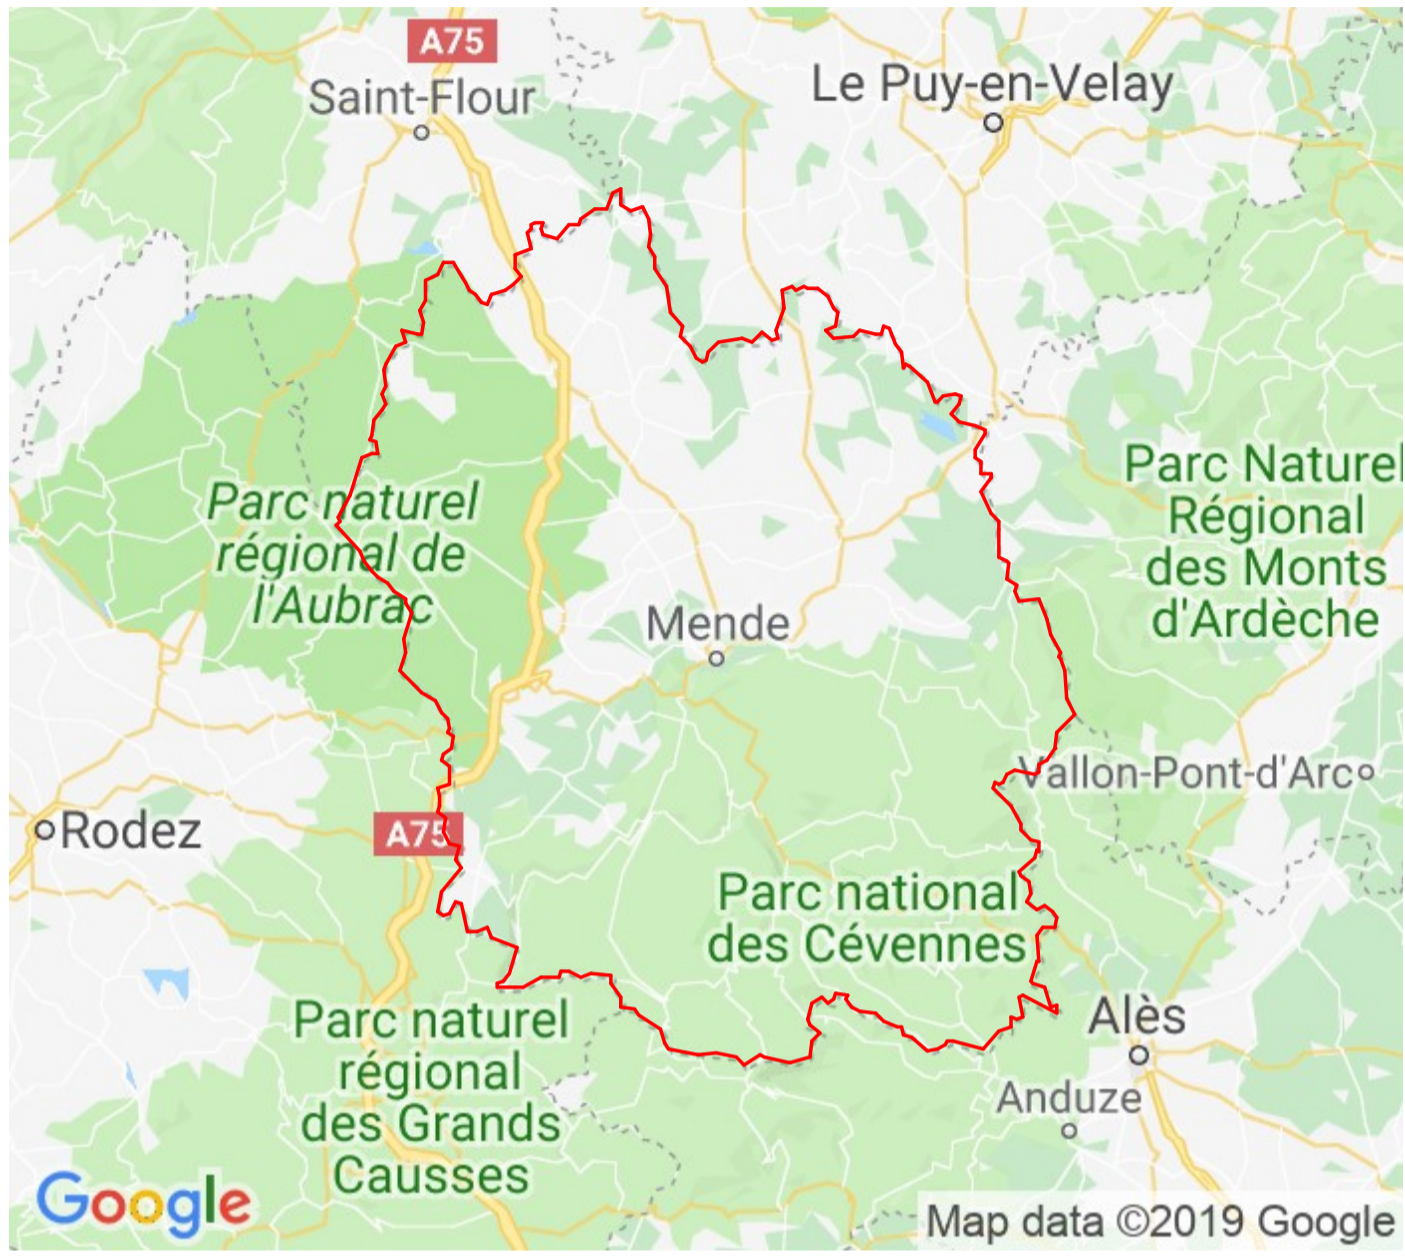 A75
Saint-Flour
Le Puy-en-Velay
Parc Naturel
Régional
des Monts
d'Ardèche
Parc naturel
régional de
l'Aubrac
Mende
Vallon-Pont-d'Arc
Rodez
A75
Parc national
des Cévennes
Parc naturel
régional
des Grands
Causses
Alès
Anduze
Google
Map data ©2019 Google